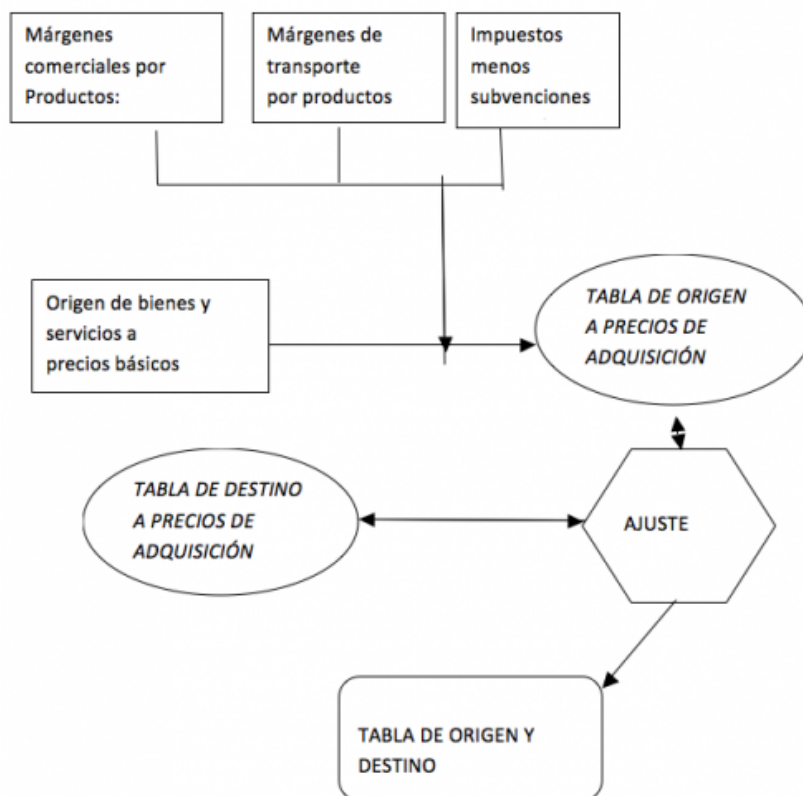 Márgenes
comerciales por
Productos:
Márgenes de
transporte
por productos
Impuestos
menos
subvenciones
Origen de bienes y
servicios a
precios básicos
TABLA DE ORIGEN
A PRECIOS DE
ADQUISICIÓN
TABLA DE DESTINO
A PRECIOS DE
ADQUISICIÓN
AJUSTE
TABLA DE ORIGEN Y
DESTINO